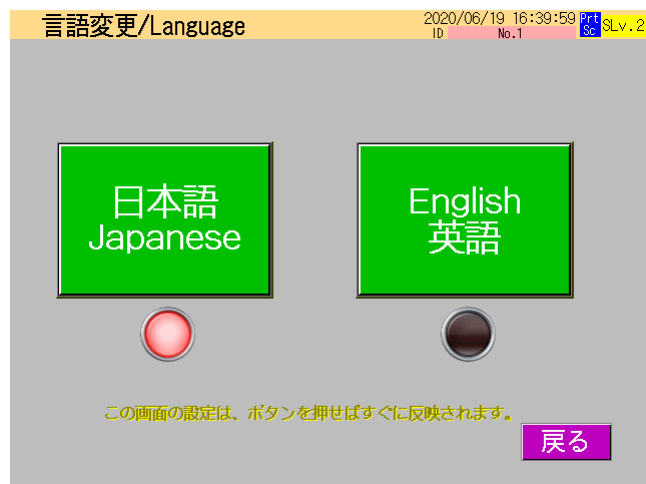 言語変更/Language
2020/06/19 16:39:59
Prt Sc
SLv.2
ID No.1
日本語
Japanese
English
英語
この画面の設定は、ボタンを押せばすぐに反映されます。
戻る